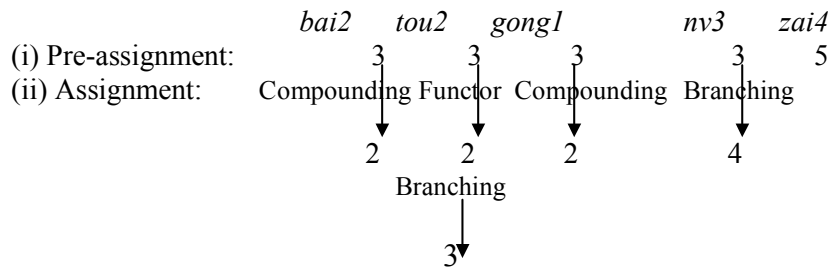 bai2 tou2 gong1 nv3 zai4
(i) Pre-assignment: 3 3 3 3 5
(ii) Assignment: Compounding Functor Compounding Branching
2 2 2 4
Branching
3